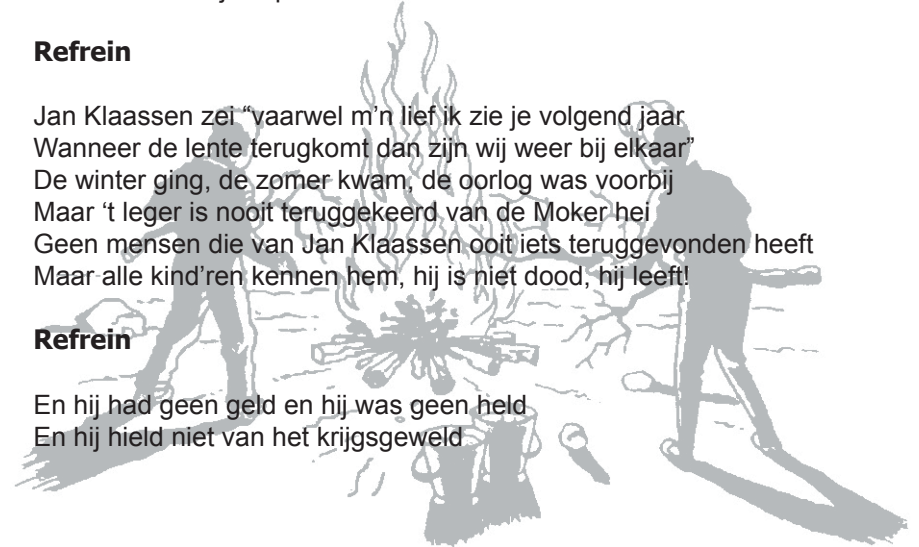 Refrein
Jan Klaassen zei “vaarwel m’n lief ik zie je volgend jaar
Wanneer de lente terugkomt dan zijn wij weer bij elkaar”
De winter ging, de zomer kwam, de oorlog was voorbij
Maar ‘t leger is nooit teruggekeerd van de Moker hei
Geen mensen die van Jan Klaassen ooit iets teruggevonden heeft
Maar alle kind’ren kennen hem, hij is niet dood, hij leeft!
Refrein
En hij had geen geld en hij was geen held
En hij hield niet van het krijgsgeweld